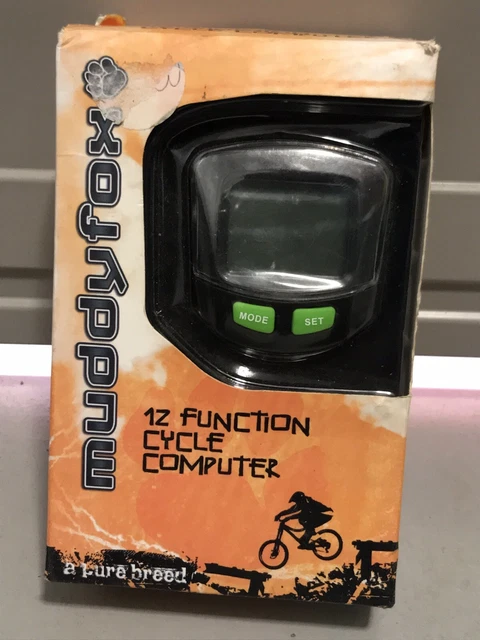 muddyfox
MODE
SET
12 FUNCTION
CYCLE
COMPUTER
a pure breed